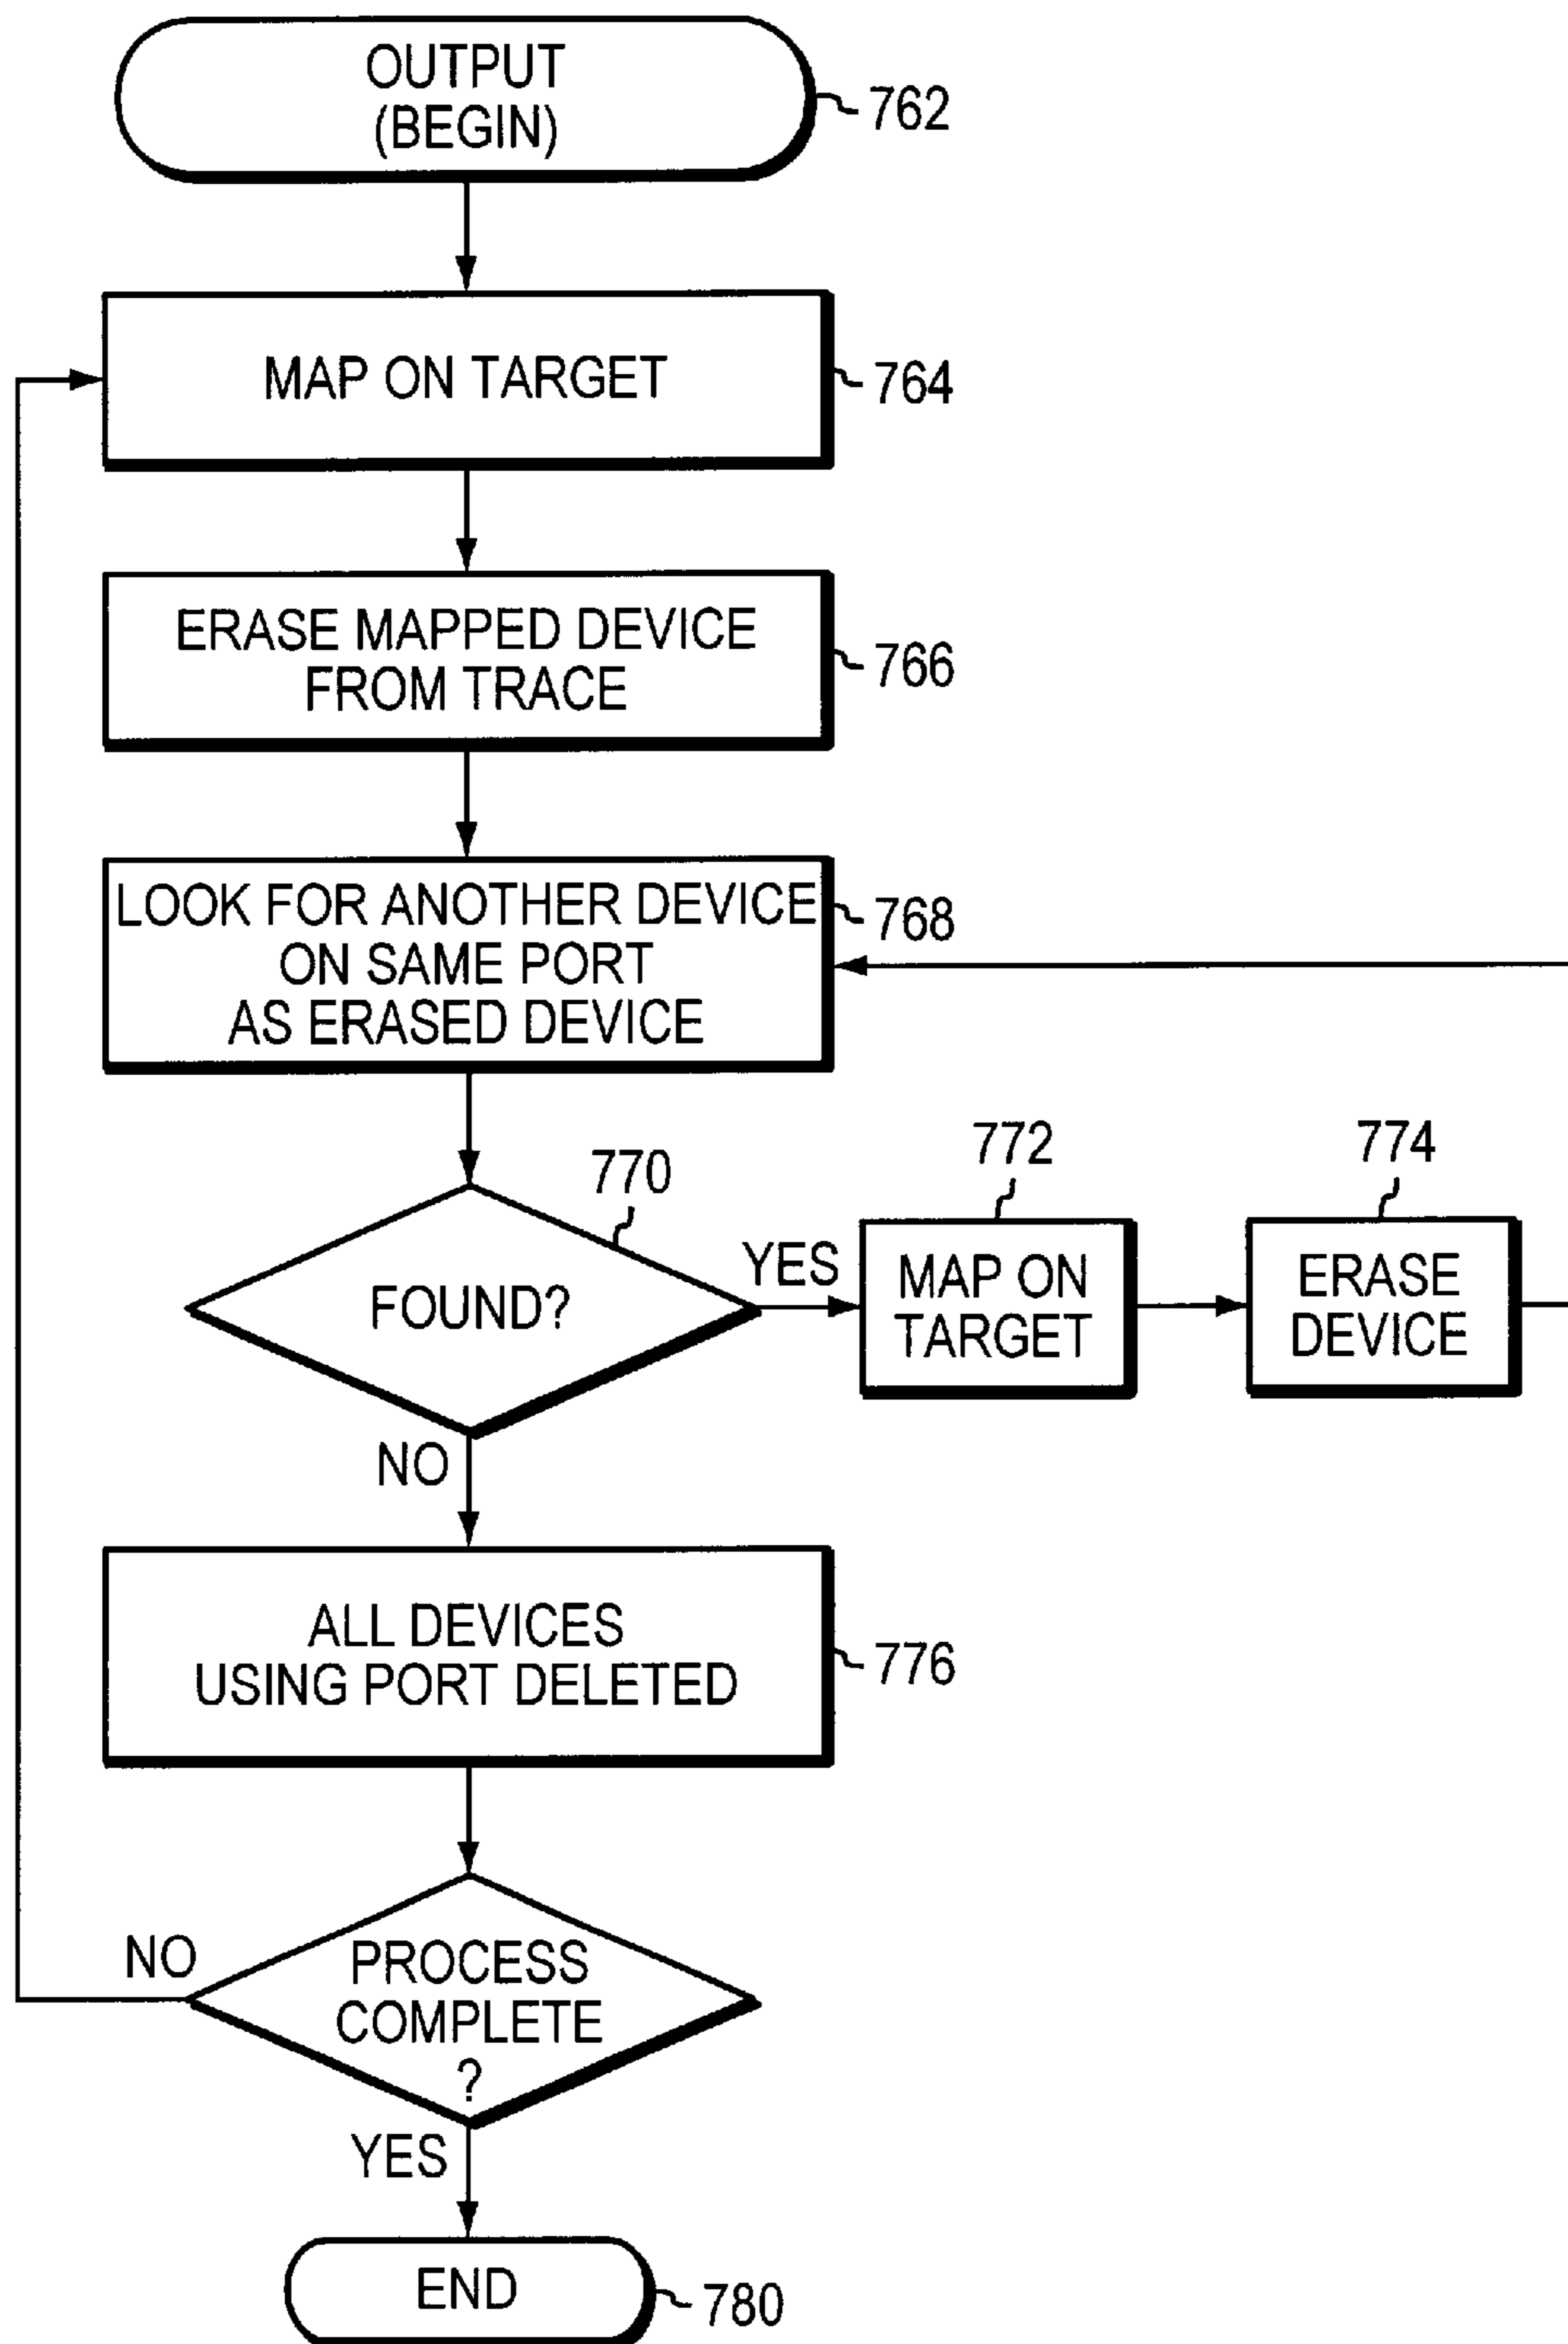 OUTPUT
(BEGIN)
762
MAP ON TARGET
764
ERASE MAPPED DEVICE
FROM TRACE
766
LOOK FOR ANOTHER DEVICE
ON SAME PORT
AS ERASED DEVICE
768
770
FOUND?
YES
772
MAP ON
TARGET
774
ERASE
DEVICE
NO
ALL DEVICES
USING PORT DELETED
776
NO
PROCESS
COMPLETE
?
YES
END
780